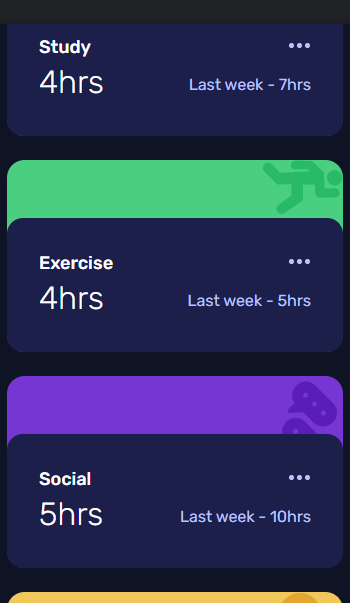 Study
4hrs
Last week - 7hrs
Exercise
4hrs
Last week - 5hrs
Social
5hrs
Last week - 10hrs